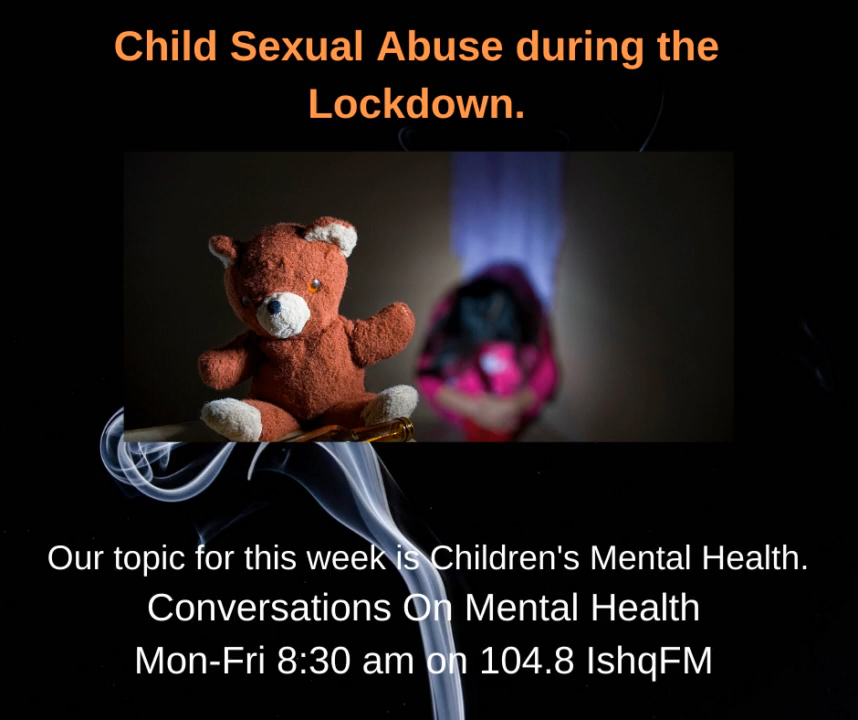 Child Sexual Abuse during the
Lockdown.
Our topic for this week is Children's Mental Health.
Conversations On Mental Health
Mon-Fri 8:30 am on 104.8 IshqFM